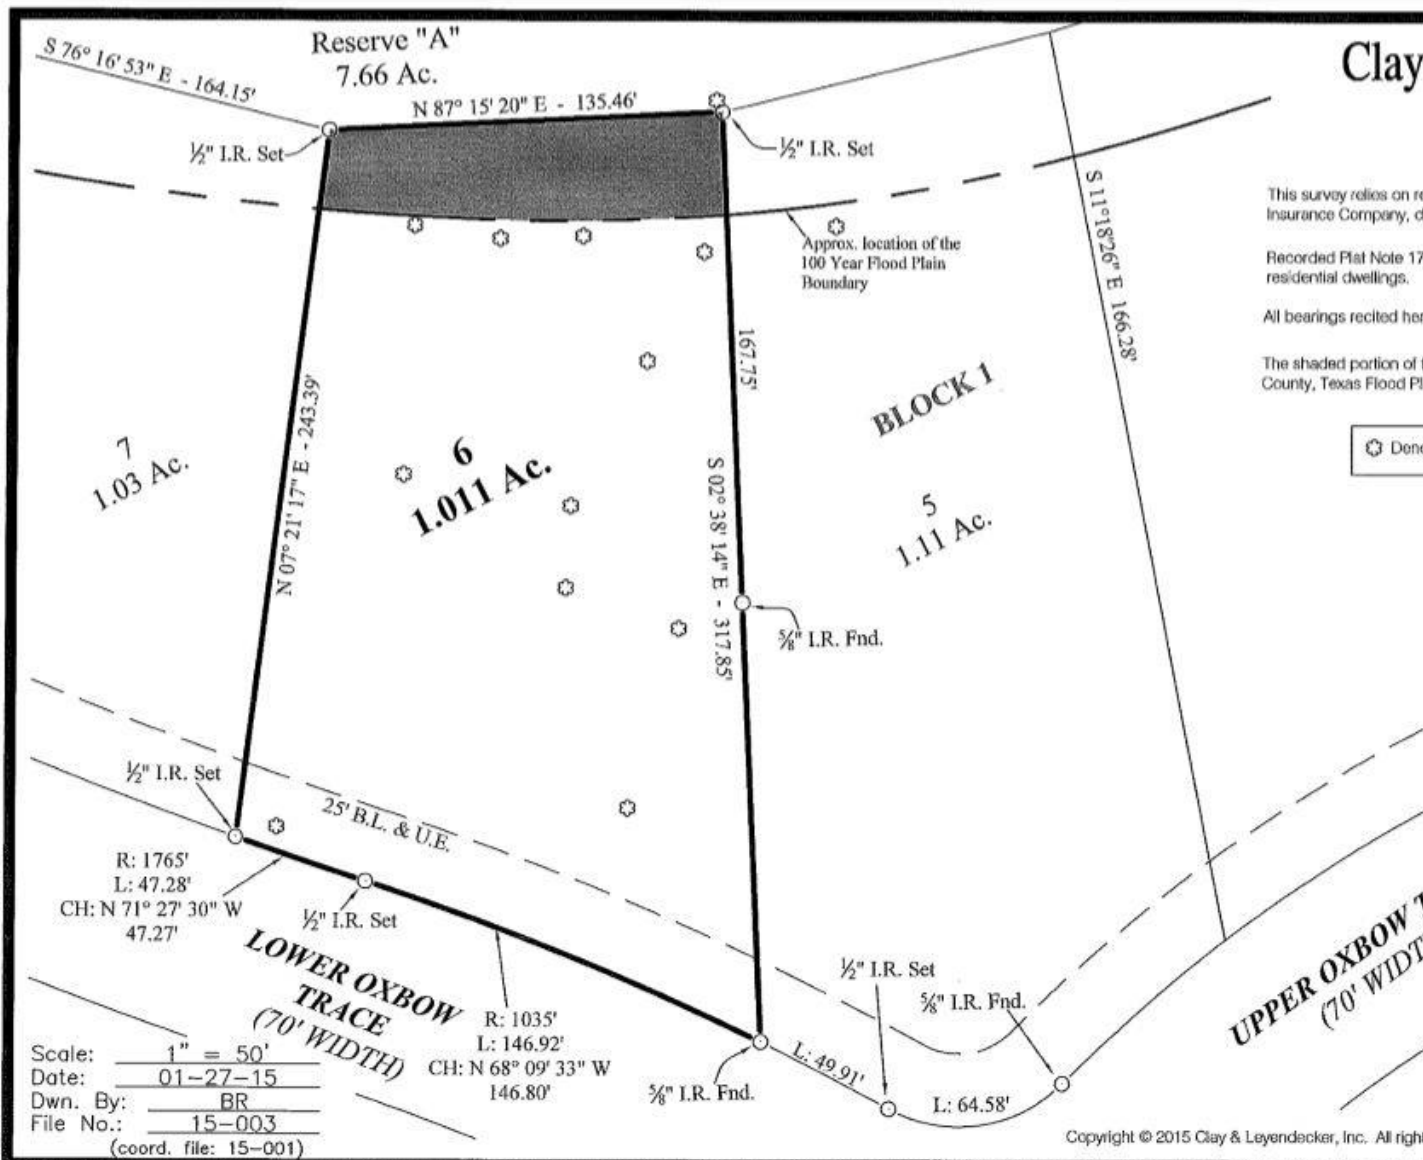 Reserve "A"
7.66 Ac.
Clay
S 76° 16' 53" E - 164.15'
N 87° 15' 20" E - 135.46'
½" I.R. Set
½" I.R. Set
This survey relies on
Insurance Company,
Approx. location of the
100 Year Flood Plain
Boundary
Recorded Plat Note 17
residential dwellings.
All bearings recited
The shaded portion of
County, Texas Flood
S 11°18'26" E 166.28'
167.75'
BLOCK 1
7
1.03 Ac.
N 07° 21' 17" E - 243.39'
6
1.011 Ac.
S 02° 38' 14" E - 317.85'
5
1.11 Ac.
⅝" I.R. Fnd.
½" I.R. Set
25' B.L. & U.E.
R: 1765'
L: 47.28'
CH: N 71° 27' 30" W
47.27'
½" I.R. Set
LOWER OXBOW
TRACE
(70' WIDTH)
R: 1035'
L: 146.92'
CH: N 68° 09' 33" W
146.80'
⅝" I.R. Fnd.
L: 49.91'
½" I.R. Set
⅝" I.R. Fnd.
L: 64.58'
UPPER OXBOW
(70'
Scale: 1" = 50'
Date: 01-27-15
Dwn. By: BR
File No.: 15-003
(coord. file: 15-001)
Copyright © 2015 Clay & Leyendecker, Inc. All